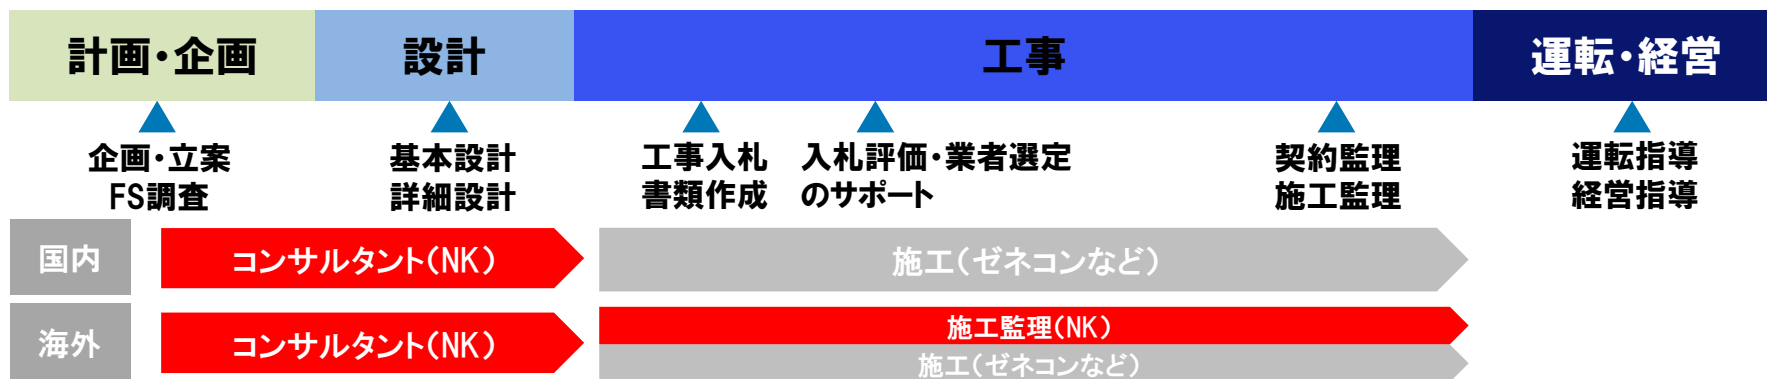 計画・企画
設計
工事
運転・経営
企画・立案
FS調査
基本設計
詳細設計
工事入札
書類作成
入札評価・業者選定
のサポート
契約監理
施工監理
運転指導
経営指導
国内
コンサルタント(NK)
施工(ゼネコンなど)
海外
コンサルタント(NK)
施工監理(NK)
施工(ゼネコンなど)